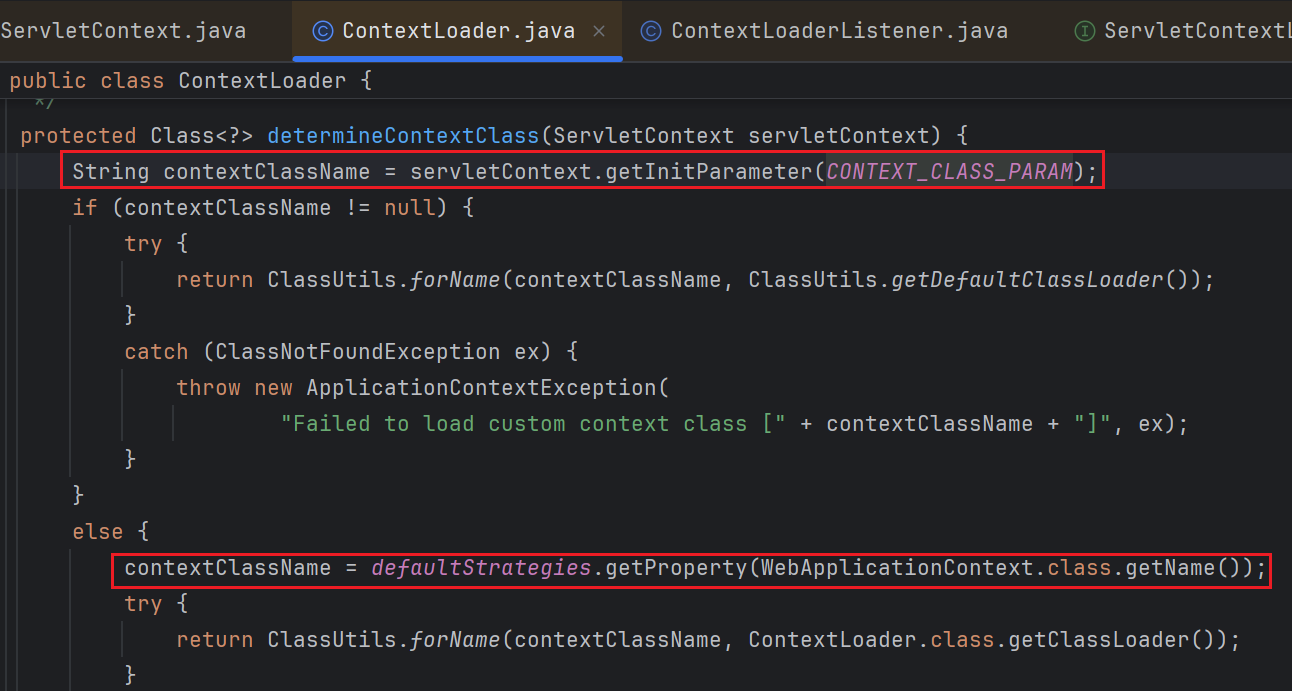 ServletContext.java ContextLoader.java × ContextLoaderListener.java ServletContextL
public class ContextLoader {
*/
protected Class<?> determineContextClass(ServletContext servletContext) {
String contextClassName = servletContext.getInitParameter(CONTEXT_CLASS_PARAM);
if (contextClassName != null) {
try {
return ClassUtils.forName(contextClassName, ClassUtils.getDefaultClassLoader());
}
catch (ClassNotFoundException ex) {
throw new ApplicationContextException(
"Failed to load custom context class [" + contextClassName + "]", ex);
}
}
else {
contextClassName = defaultStrategies.getProperty(WebApplicationContext.class.getName());
try {
return ClassUtils.forName(contextClassName, ContextLoader.class.getClassLoader());
}